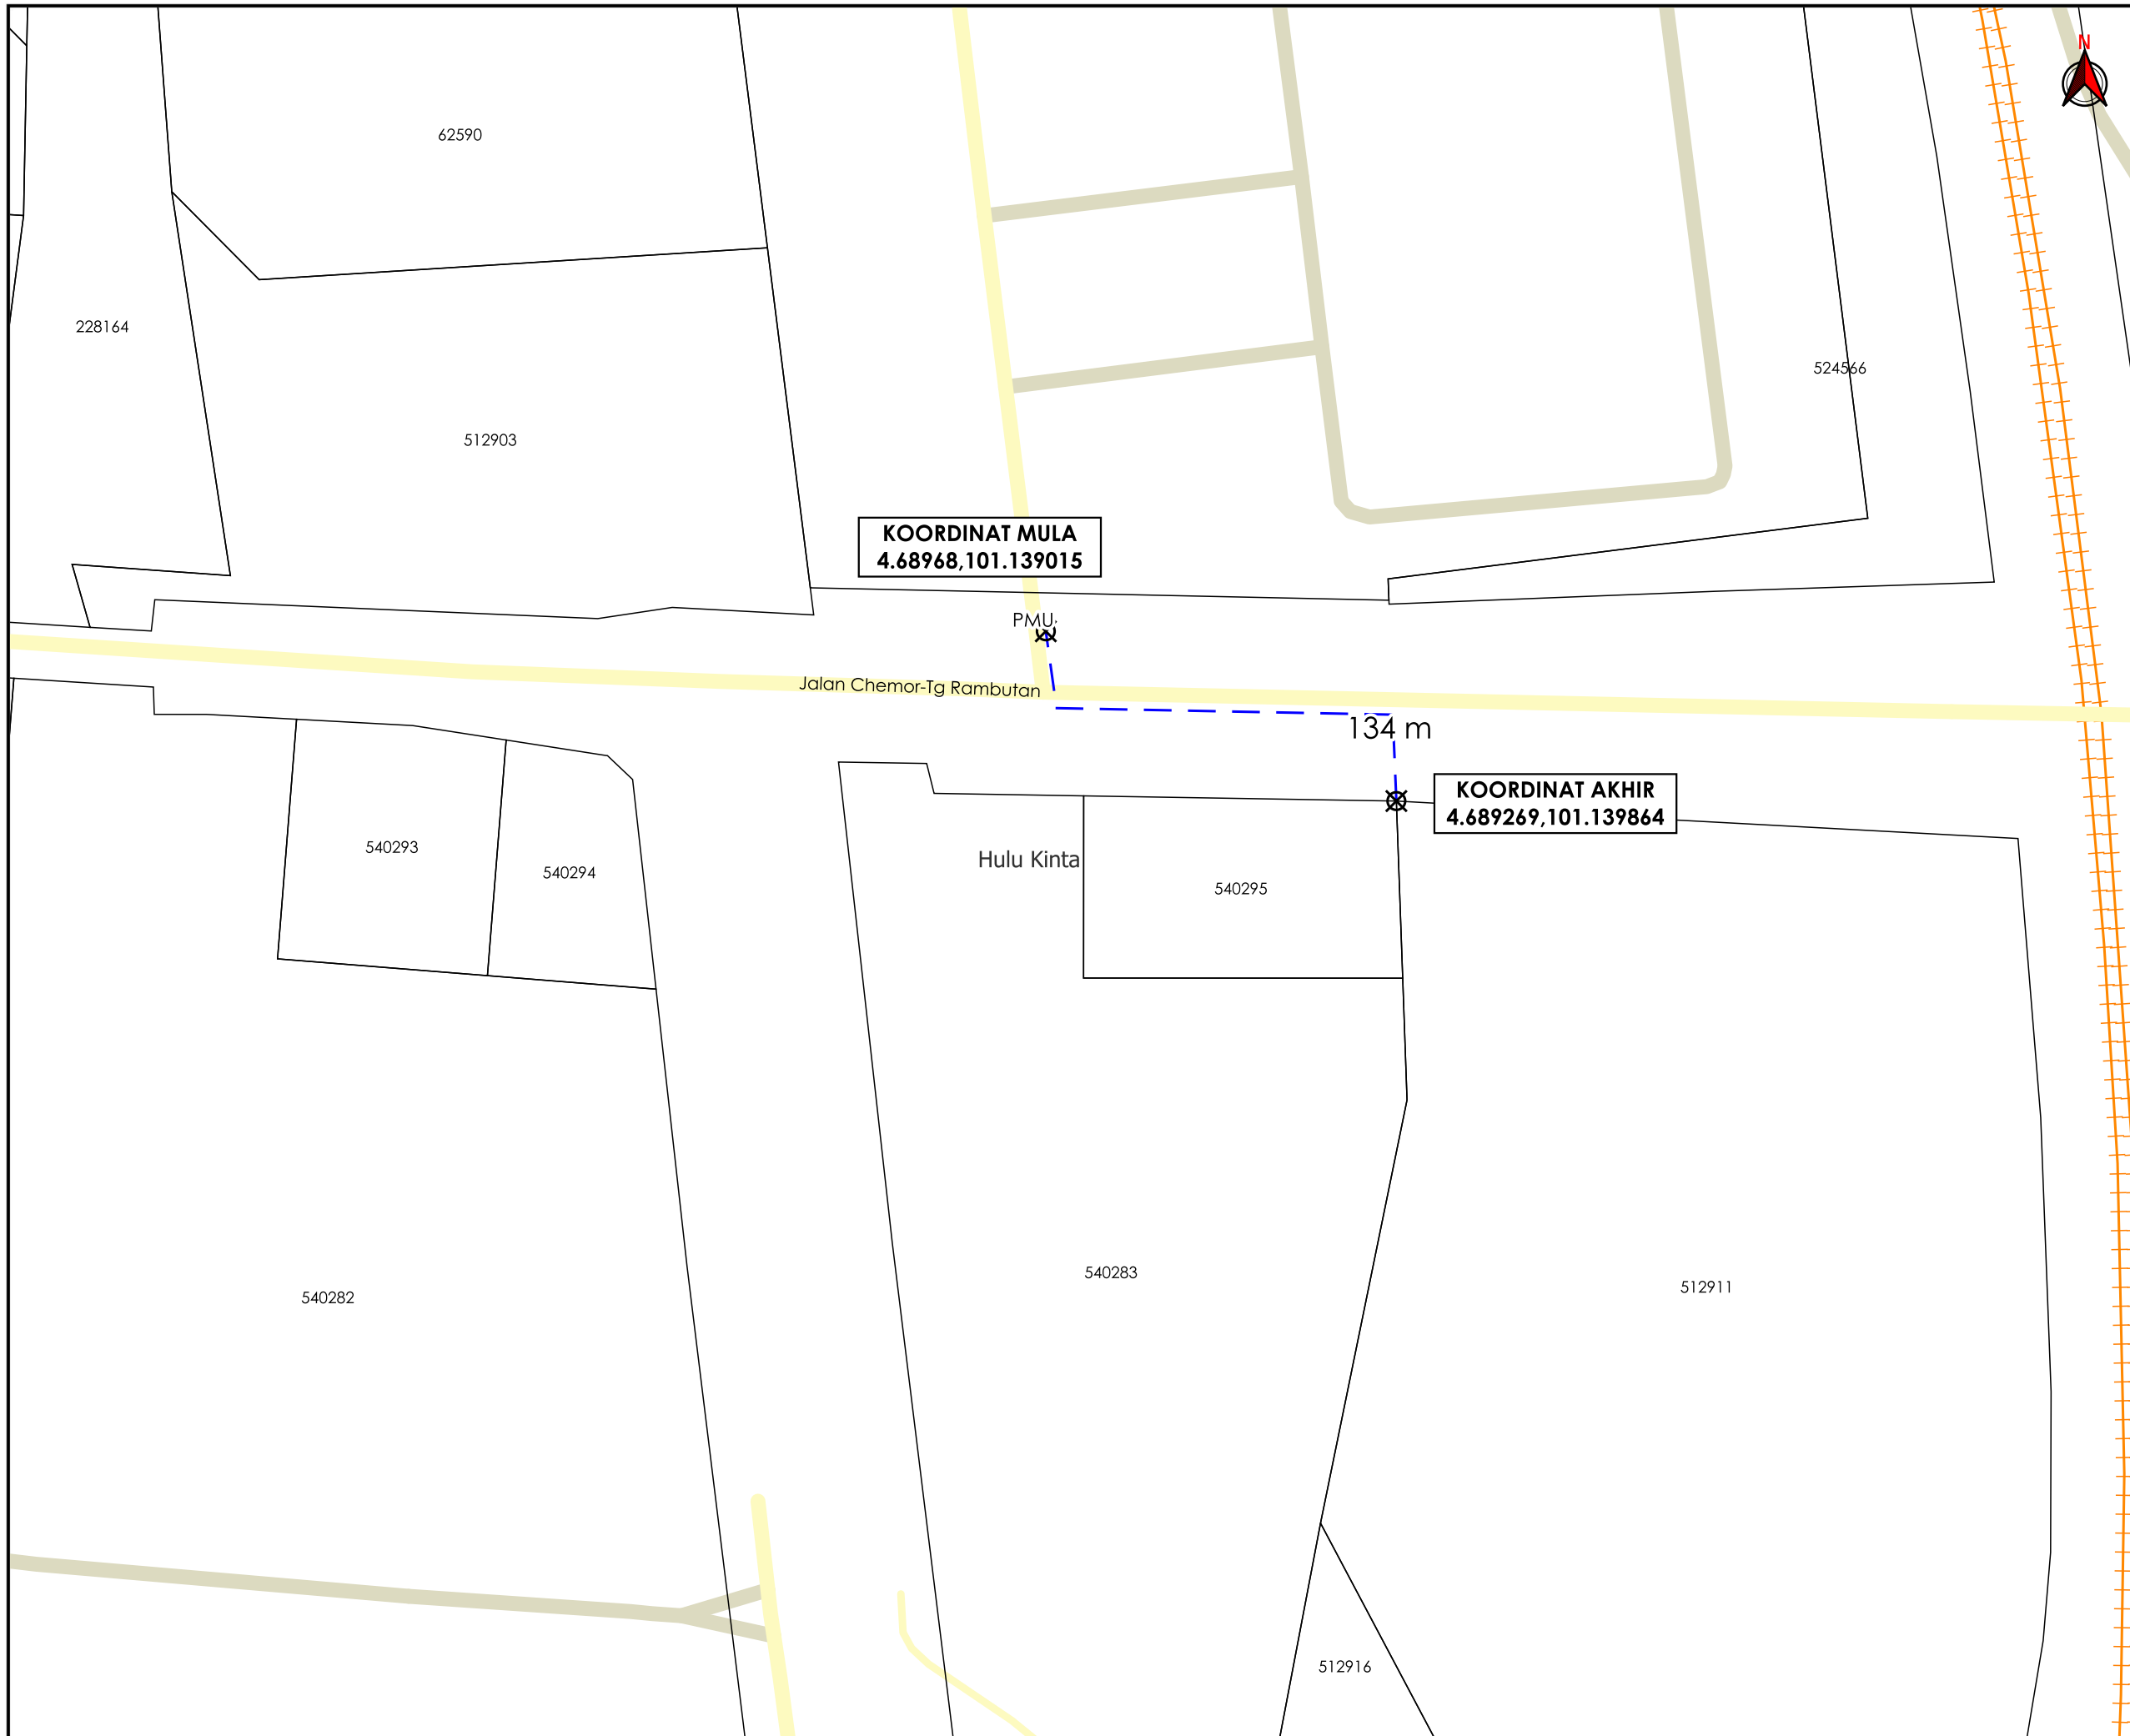 N
62590
228164
524566
512903
KOORDINAT MULA
4.68968,101.139015
PMU
Jalan Chemor-Tg Rambutan
134 m
KOORDINAT AKHIR
4.689269,101.139864
540293
540294
Hulu Kinta
540295
540283
512911
540282
512916